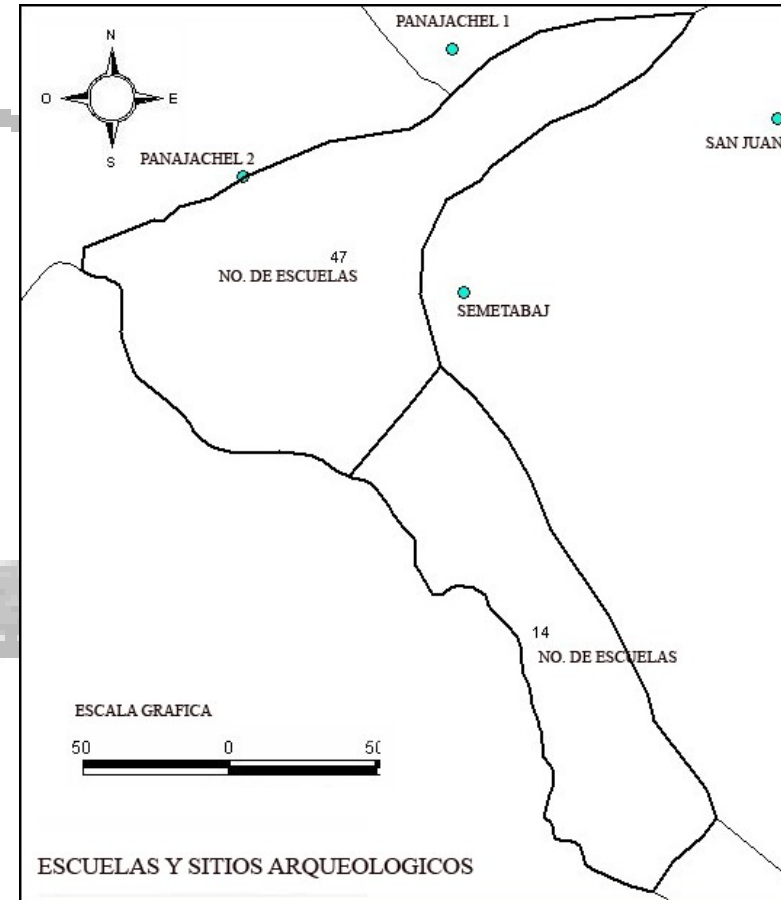 PANAJACHEL 1
N
O E
S
SAN JUAN
PANAJACHEL 2
47
NO. DE ESCUELAS
SEMETABAJ
14
NO. DE ESCUELAS
ESCALA GRAFICA
50 0
ESCUELAS Y SITIOS ARQUEOLOGICOS